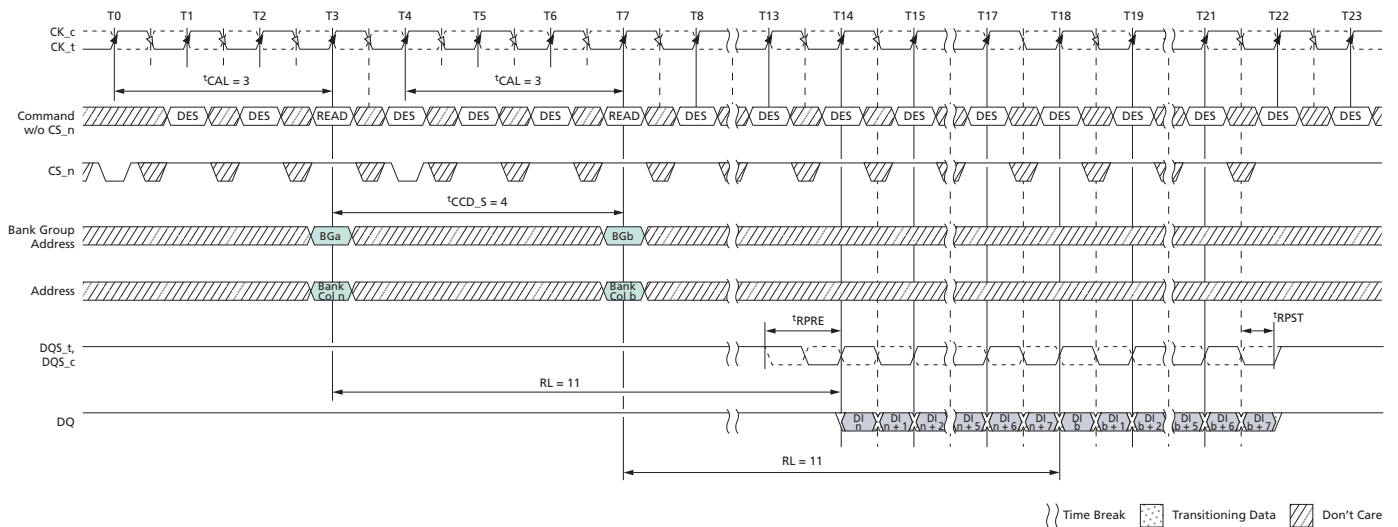 T0 T1 T2 T3 T4 T5 T6 T7 T8 T13 T14 T15 T17 T18 T19 T21 T22 T23
CK_c
CK_t
tCAL = 3 tCAL = 3
Command
w/o CS_n
DES DES READ DES DES DES READ DES DES DES DES DES DES DES DES DES DES
CS_n
tCCD_S = 4
Bank Group
Address
BGa BGb
Address
Bank
Col n
Bank
Col b
tRPRE tRPST
DQS_t,
DQS_c
RL = 11
DQ
DI
n
DI
n + 1
DI
n + 2
DI
n + 5
DI
n + 6
DI
n + 7
DI
b
DI
b + 1
DI
b + 2
DI
b + 5
DI
b + 6
DI
b + 7
RL = 11
Time Break Transitioning Data Don't Care